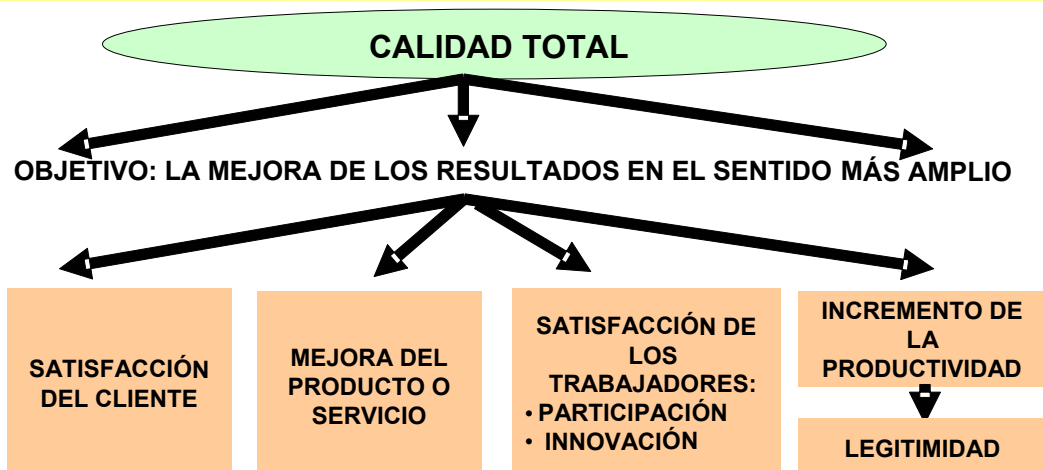 CALIDAD TOTAL
OBJETIVO: LA MEJORA DE LOS RESULTADOS EN EL SENTIDO MÁS AMPLIO
SATISFACCIÓN
DEL CLIENTE
MEJORA DEL
PRODUCTO O
SERVICIO
SATISFACCIÓN DE
LOS
TRABAJADORES:
• PARTICIPACIÓN
• INNOVACIÓN
INCREMENTO DE
LA
PRODUCTIVIDAD
LEGITIMIDAD